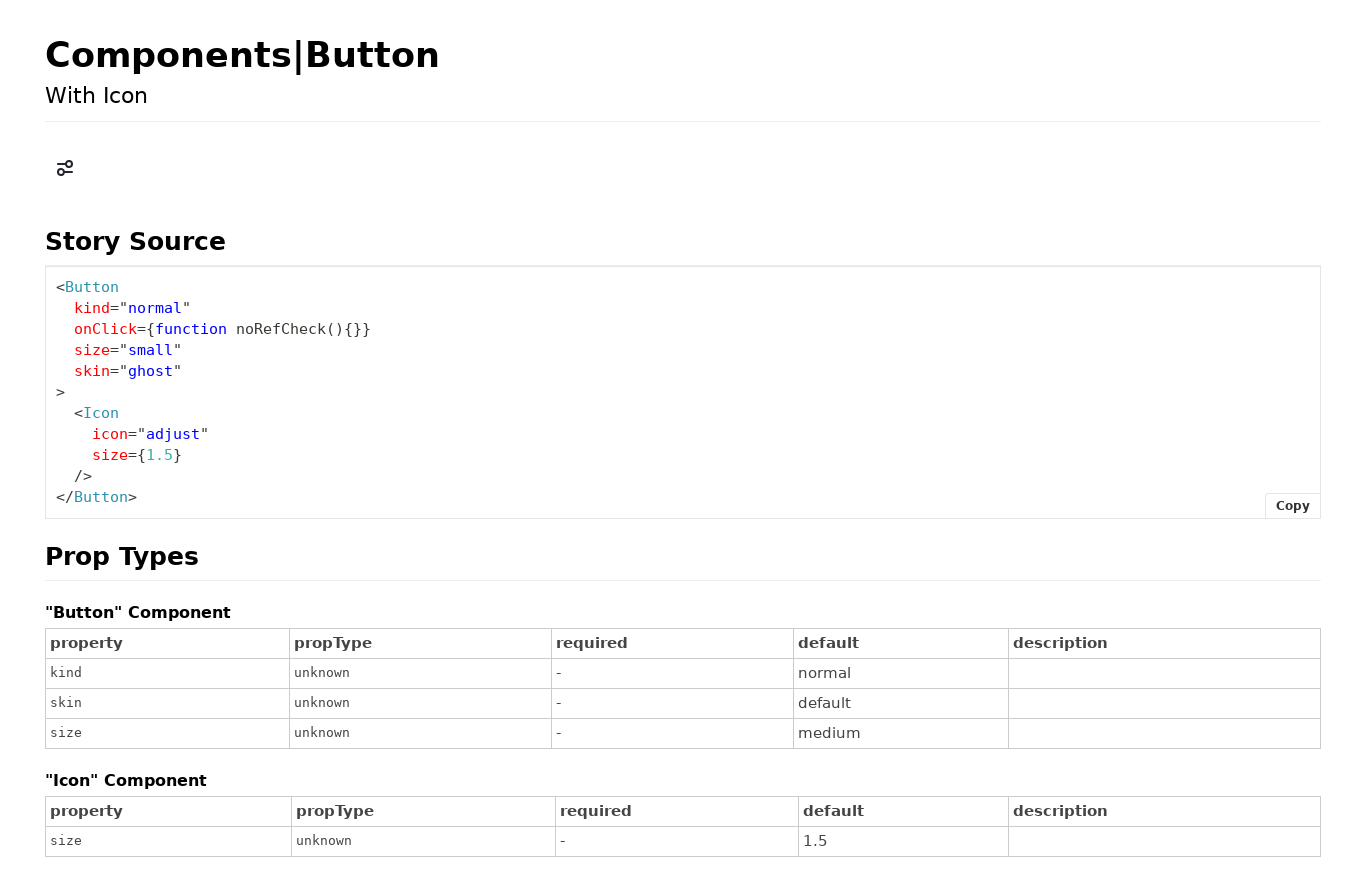 Components|Button
With Icon
Story Source
<Button
  kind="normal"
  onClick={function noRefCheck(){}}
  size="small"
  skin="ghost"
>
  <Icon
    icon="adjust"
    size={1.5}
  />
</Button>
Copy
Prop Types
"Button" Component
property propType required default description
kind unknown - normal
skin unknown - default
size unknown - medium
"Icon" Component
property propType required default description
size unknown - 1.5